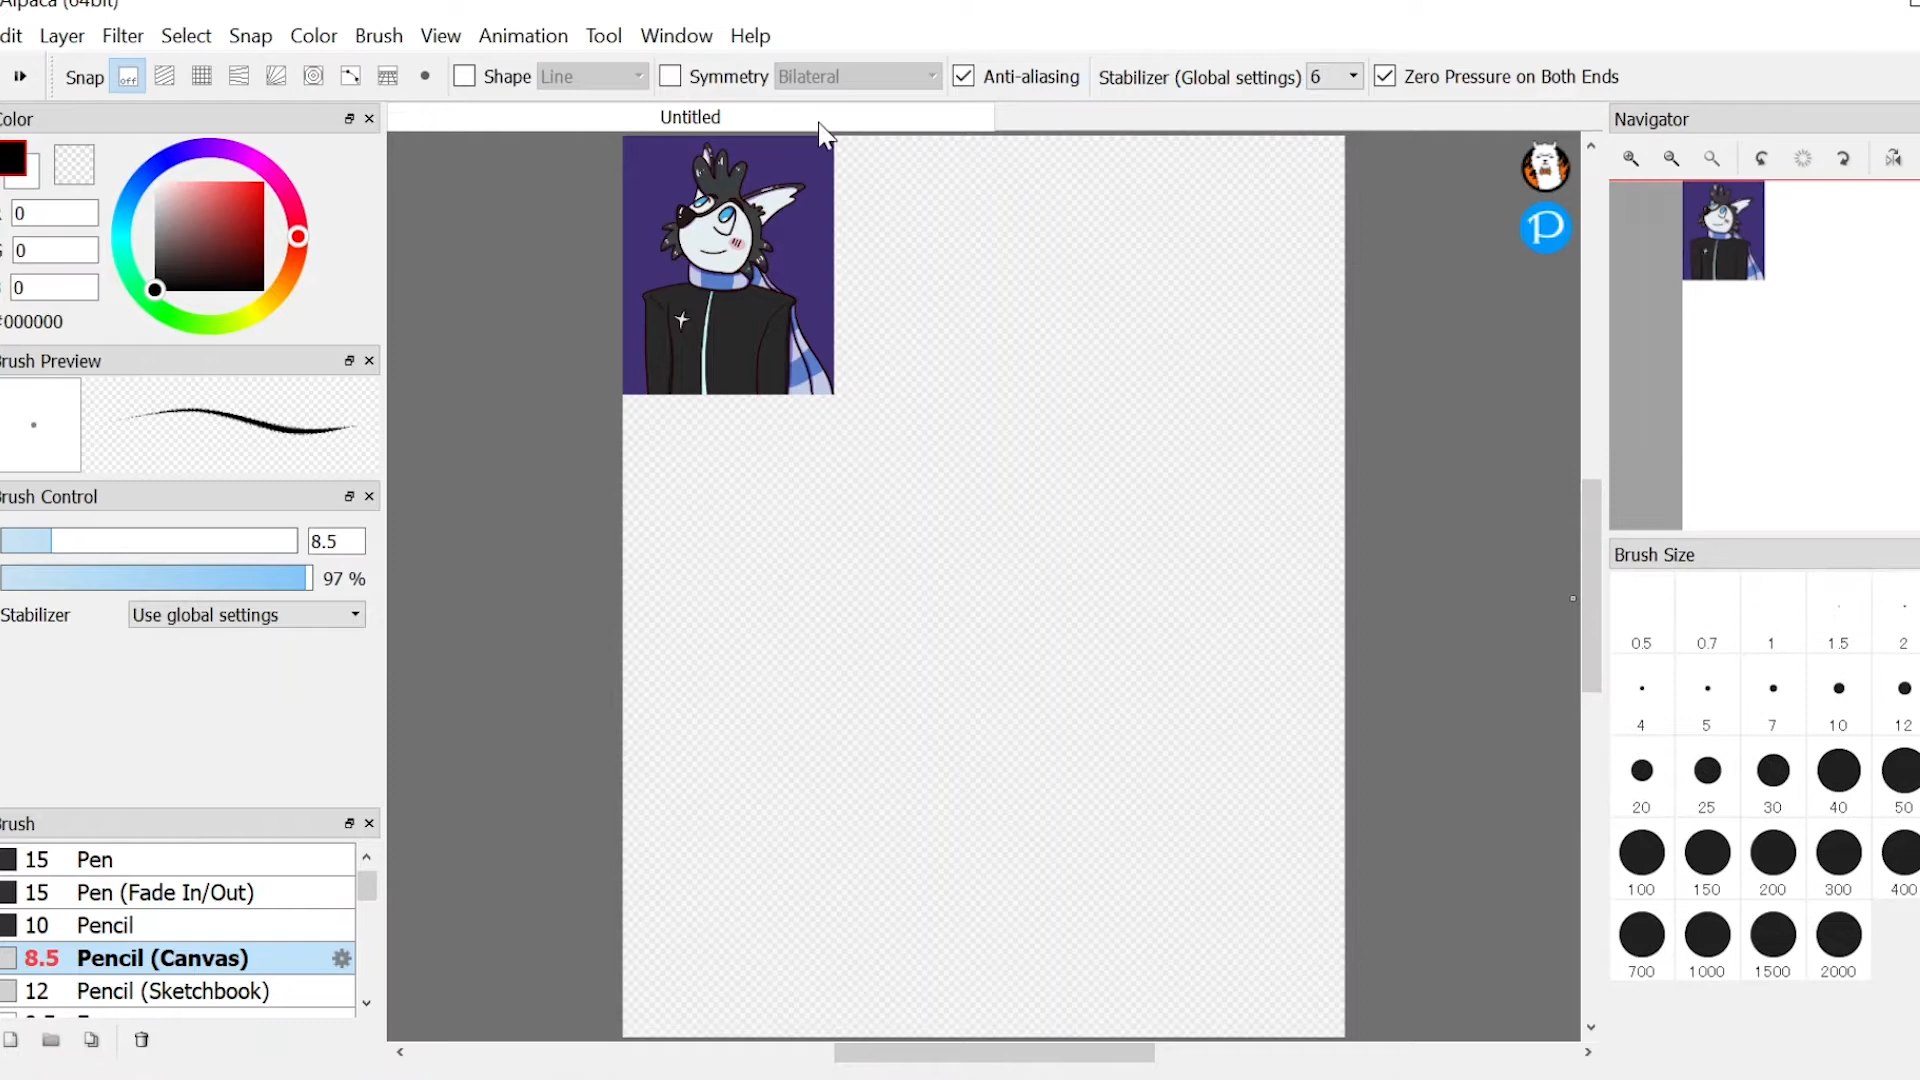 Alpaca (64bit)
dit Layer Filter Select Snap Color Brush View Animation Tool Window Help
Snap off Shape Line Symmetry Bilateral Anti-aliasing Stabilizer (Global settings) 6 Zero Pressure on Both Ends
Color
Untitled
Navigator
0
0
0
#000000
Brush Preview
Brush Control
8.5
97 %
Stabilizer Use global settings
P
Brush Size
0.5 0.7 1 1.5 2
4 5 7 10 12
20 25 30 40 50
100 150 200 300 400
700 1000 1500 2000
Brush
15 Pen
15 Pen (Fade In/Out)
10 Pencil
8.5 Pencil (Canvas)
12 Pencil (Sketchbook)